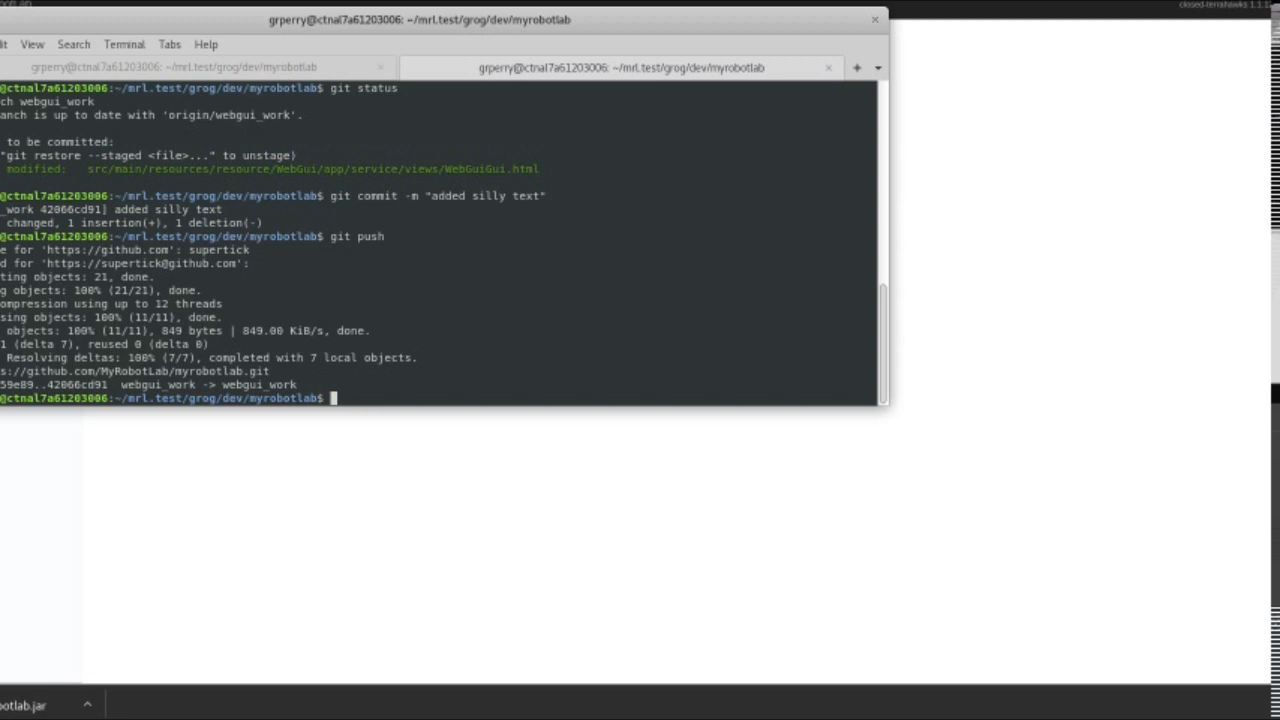 closed-terrahawks 1.1.1
grperry@ctnal7a61203006: ~/mrl.test/grog/dev/myrobotlab
it View Search Terminal Tabs Help
grperry@ctnal7a61203006: ~/mrl.test/grog/dev/myrobotlab
grperry@ctnal7a61203006: ~/mrl.test/grog/dev/myrobotlab
@ctnal7a61203006:~/mrl.test/grog/dev/myrobotlab$ git status
ch webgui_work
anch is up to date with 'origin/webgui_work'.
to be committed:
"git restore --staged <file>..." to unstage)
modified: src/main/resources/resource/WebGui/app/service/views/WebGuiGui.html
@ctnal7a61203006:~/mrl.test/grog/dev/myrobotlab$ git commit -m "added silly text"
_work 42066cd91] added silly text
changed, 1 insertion(+), 1 deletion(-)
@ctnal7a61203006:~/mrl.test/grog/dev/myrobotlab$ git push
e for 'https://github.com': supertick
d for 'https://supertick@github.com':
ting objects: 21, done.
g objects: 100% (21/21), done.
ompression using up to 12 threads
sing objects: 100% (11/11), done.
objects: 100% (11/11), 849 bytes | 849.00 KiB/s, done.
1 (delta 7), reused 0 (delta 0)
Resolving deltas: 100% (7/7), completed with 7 local objects.
s://github.com/MyRobotLab/myrobotlab.git
59e89..42066cd91 webgui_work -> webgui_work
@ctnal7a61203006:~/mrl.test/grog/dev/myrobotlab$
otlab.jar